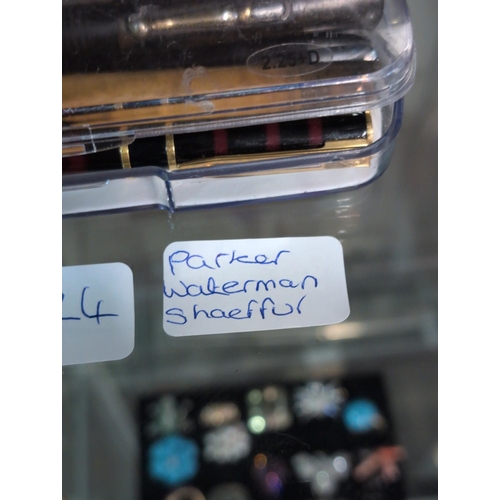 2.25+D
Parker
Waterman
Shaeffur
24